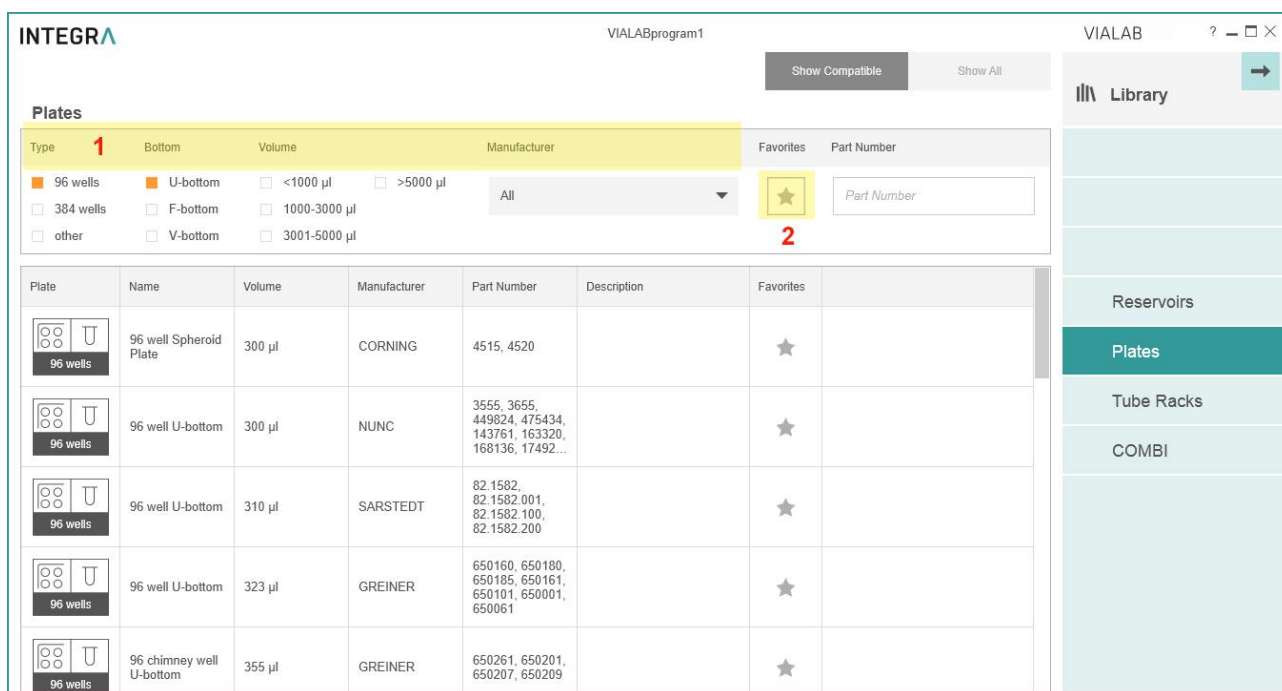 INTEGRA
VIALABprogram1
VIALAB
?
Show Compatible
Show All
Library
Plates
Type
1
Bottom
Volume
Manufacturer
Favorites
Part Number
96 wells
U-bottom
<1000 µl
>5000 µl
All
Part Number
384 wells
F-bottom
1000-3000 µl
other
V-bottom
3001-5000 µl
2
Plate
Name
Volume
Manufacturer
Part Number
Description
Favorites
96 wells
96 well Spheroid
Plate
300 µl
CORNING
4515, 4520
96 wells
96 well U-bottom
300 µl
NUNC
3555, 3655,
449824, 475434,
143761, 163320,
168136, 17492...
96 wells
96 well U-bottom
310 µl
SARSTEDT
82.1582,
82.1582.001,
82.1582.100,
82.1582.200
96 wells
96 well U-bottom
323 µl
GREINER
650160, 650180,
650185, 650161,
650101, 650001,
650061
96 wells
96 chimney well
U-bottom
355 µl
GREINER
650261, 650201,
650207, 650209
Reservoirs
Plates
Tube Racks
COMBI